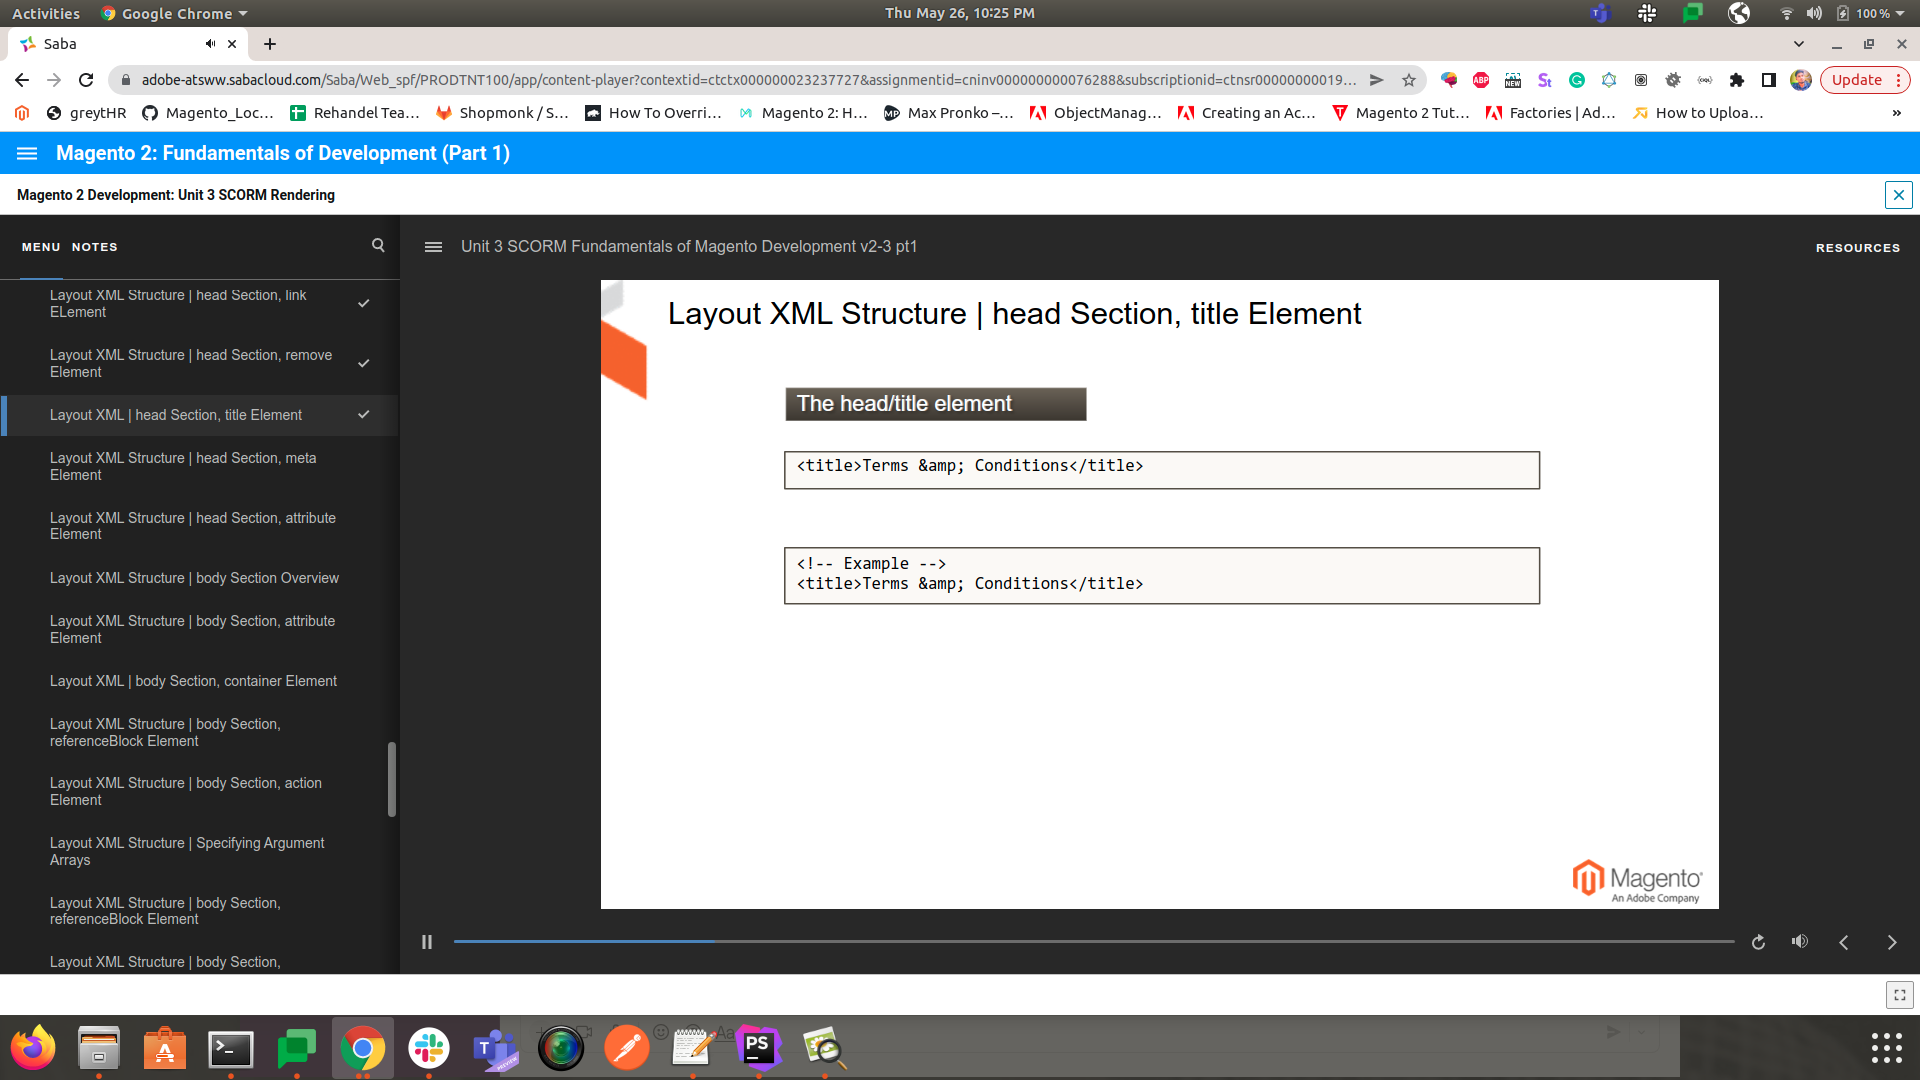 Activities
Google Chrome
Thu May 26, 10:25 PM
100 %
Saba
adobe-atsww.sabacloud.com/Saba/Web_spf/PRODTNT100/app/content-player?contextid=ctctx000000023237727&assignmentid=cninv000000000076288&subscriptionid=ctnsr00000000019...
ABP
NEW
Update
greytHR
Magento_Loc...
Rehandel Tea...
Shopmonk / S...
How To Overri...
Magento 2: H...
Max Pronko –...
ObjectManag...
Creating an Ac...
Magento 2 Tut...
Factories | Ad...
How to Uploa...
»
Magento 2: Fundamentals of Development (Part 1)
Magento 2 Development: Unit 3 SCORM Rendering
MENU
NOTES
Unit 3 SCORM Fundamentals of Magento Development v2-3 pt1
RESOURCES
Layout XML Structure | head Section, link
ELement
Layout XML Structure | head Section, remove
Element
Layout XML | head Section, title Element
Layout XML Structure | head Section, meta
Element
Layout XML Structure | head Section, attribute
Element
Layout XML Structure | body Section Overview
Layout XML Structure | body Section, attribute
Element
Layout XML | body Section, container Element
Layout XML Structure | body Section,
referenceBlock Element
Layout XML Structure | body Section, action
Element
Layout XML Structure | Specifying Argument
Arrays
Layout XML Structure | body Section,
referenceBlock Element
Layout XML Structure | body Section,
Layout XML Structure | head Section, title Element
The head/title element
<title>Terms &amp; Conditions</title>
<!-- Example -->
<title>Terms &amp; Conditions</title>
Magento
An Adobe Company
PS